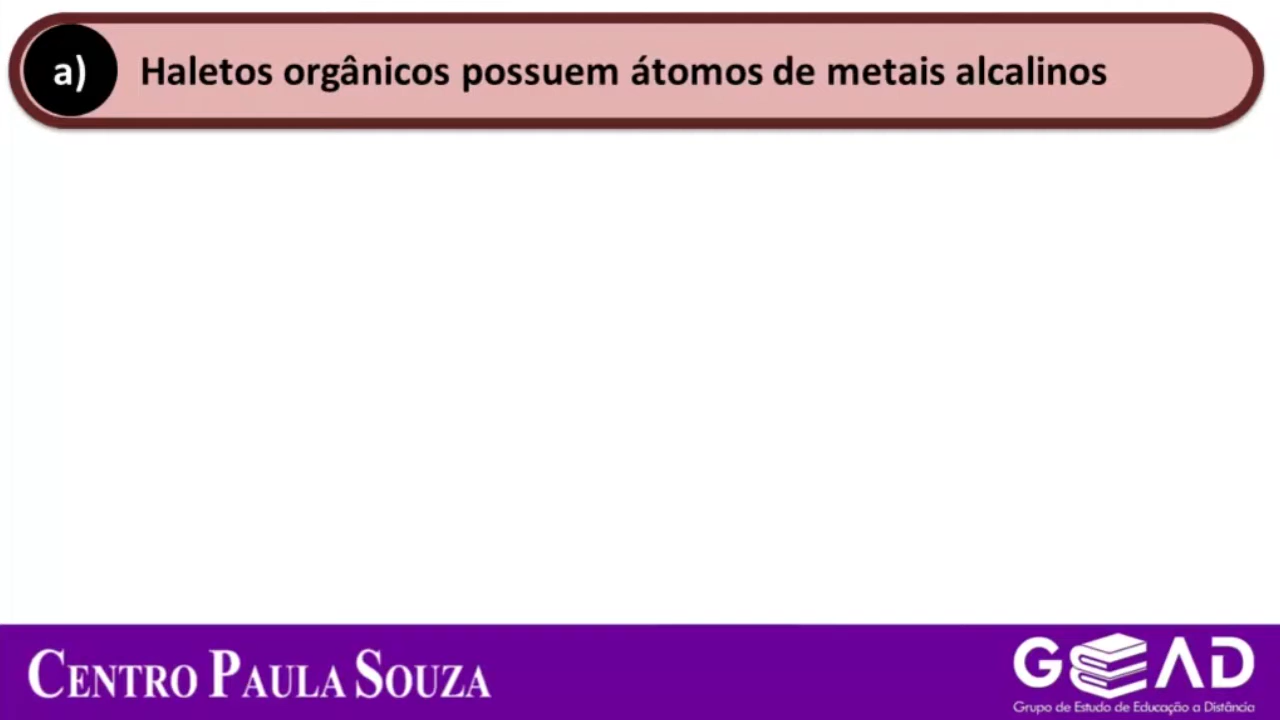 a) Haletos orgânicos possuem átomos de metais alcalinos
CENTRO PAULA SOUZA
GEAD
Grupo de Estudo de Educação a Distância